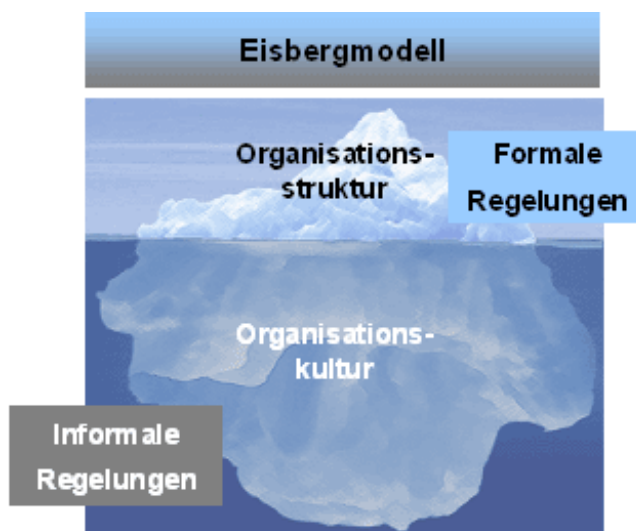 Eisbergmodell
Organisations-
struktur
Formale
Regelungen
Organisations-
kultur
Informale
Regelungen